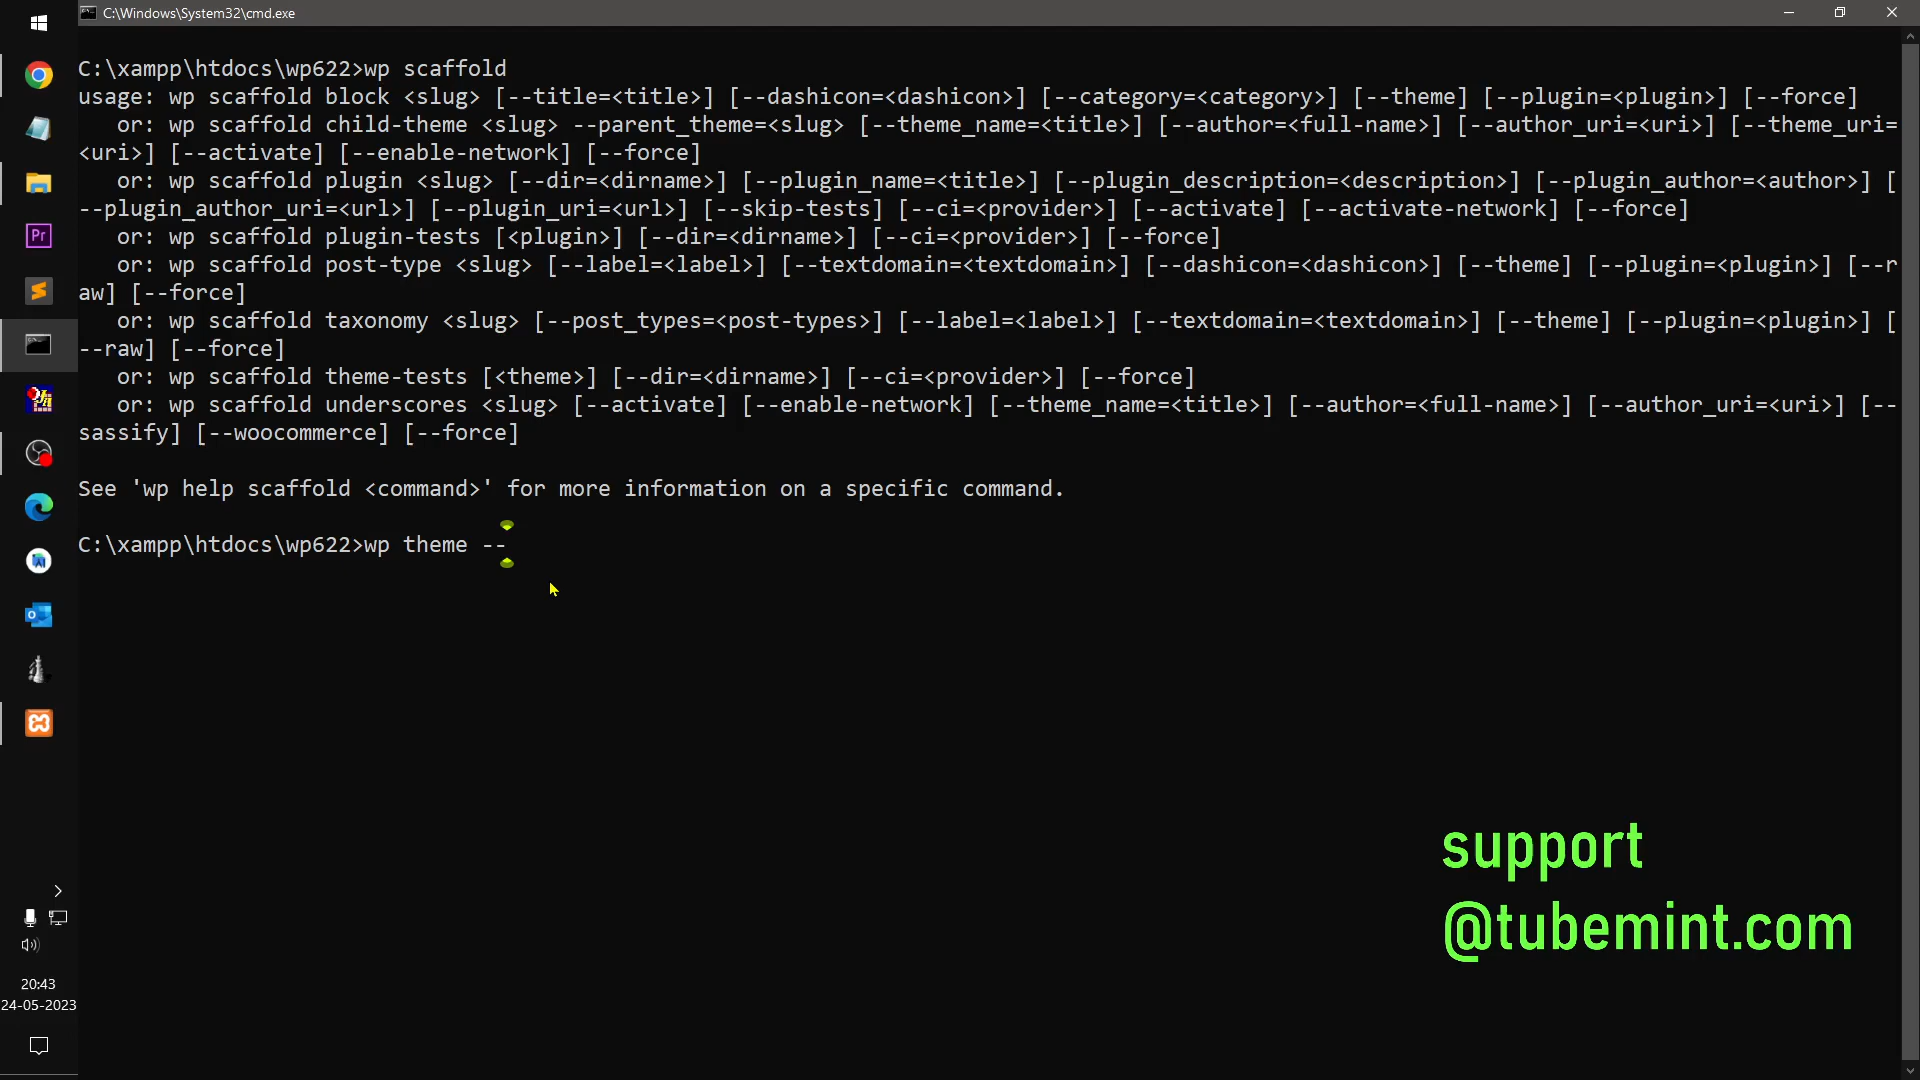 C:\Windows\System32\cmd.exe
C:\xampp\htdocs\wp622>wp scaffold
usage: wp scaffold block <slug> [--title=<title>] [--dashicon=<dashicon>] [--category=<category>] [--theme] [--plugin=<plugin>] [--force]
   or: wp scaffold child-theme <slug> --parent_theme=<slug> [--theme_name=<title>] [--author=<full-name>] [--author_uri=<uri>] [--theme_uri=
<uri>] [--activate] [--enable-network] [--force]
   or: wp scaffold plugin <slug> [--dir=<dirname>] [--plugin_name=<title>] [--plugin_description=<description>] [--plugin_author=<author>] [
--plugin_author_uri=<url>] [--plugin_uri=<url>] [--skip-tests] [--ci=<provider>] [--activate] [--activate-network] [--force]
   or: wp scaffold plugin-tests [<plugin>] [--dir=<dirname>] [--ci=<provider>] [--force]
   or: wp scaffold post-type <slug> [--label=<label>] [--textdomain=<textdomain>] [--dashicon=<dashicon>] [--theme] [--plugin=<plugin>] [--r
aw] [--force]
   or: wp scaffold taxonomy <slug> [--post_types=<post-types>] [--label=<label>] [--textdomain=<textdomain>] [--theme] [--plugin=<plugin>] [
--raw] [--force]
   or: wp scaffold theme-tests [<theme>] [--dir=<dirname>] [--ci=<provider>] [--force]
   or: wp scaffold underscores <slug> [--activate] [--enable-network] [--theme_name=<title>] [--author=<full-name>] [--author_uri=<uri>] [--
sassify] [--woocommerce] [--force]
See 'wp help scaffold <command>' for more information on a specific command.
C:\xampp\htdocs\wp622>wp theme --
Pr
support
@tubemint.com
20:43
24-05-2023